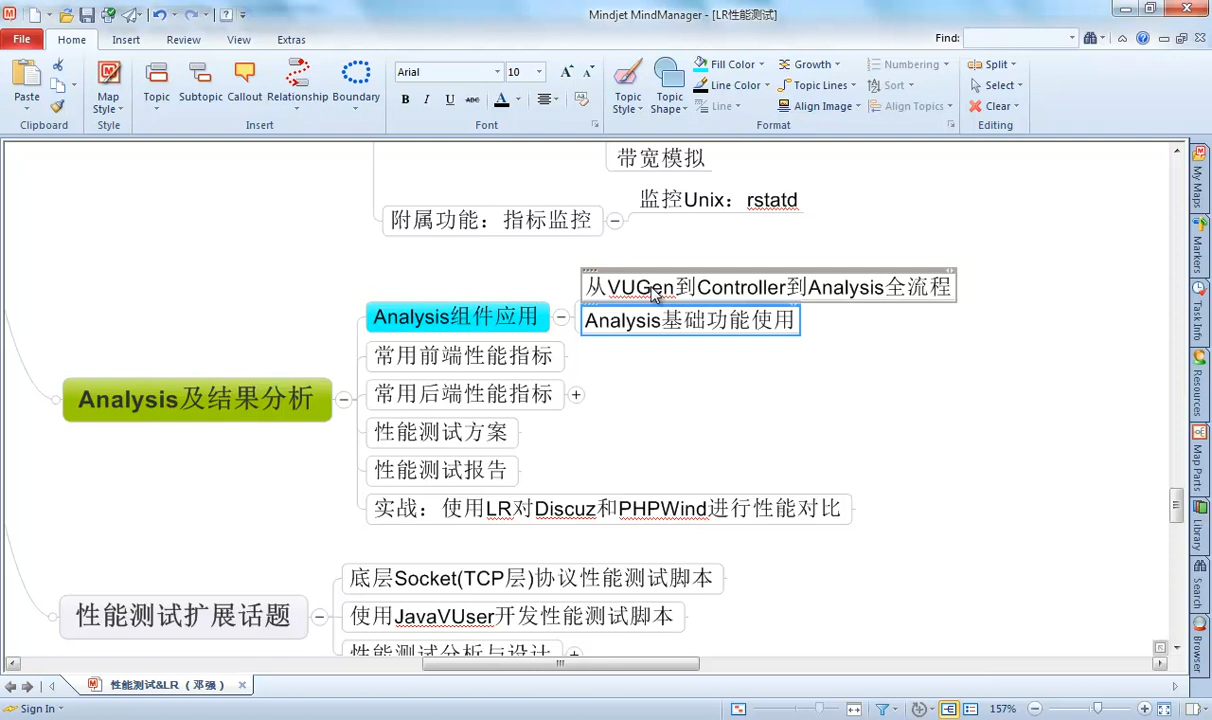 Mindjet MindManager - [LR性能测试]
File Home Insert Review View Extras Find:
Paste Map Style Topic Subtopic Callout Relationship Boundary Arial 10 Topic Style Topic Shape Fill Color Growth Numbering Split
Line Color Topic Lines Sort Select
Line Align Image Align Topics Clear
Clipboard Style Insert Font Format Editing
带宽模拟
监控Unix：rstatd
附属功能：指标监控
从VUGen到Controller到Analysis全流程
Analysis组件应用
Analysis基础功能使用
常用前端性能指标
常用后端性能指标
Analysis及结果分析
性能测试方案
性能测试报告
实战：使用LR对Discuz和PHPWind进行性能对比
底层Socket(TCP层)协议性能测试脚本
性能测试扩展话题
使用JavaVUser开发性能测试脚本
性能测试分析与设计
My Maps
Markers
Task Info
Resources
Map Parts
Library
Search
Browser
性能测试&LR（邓强）
Sign In 157%